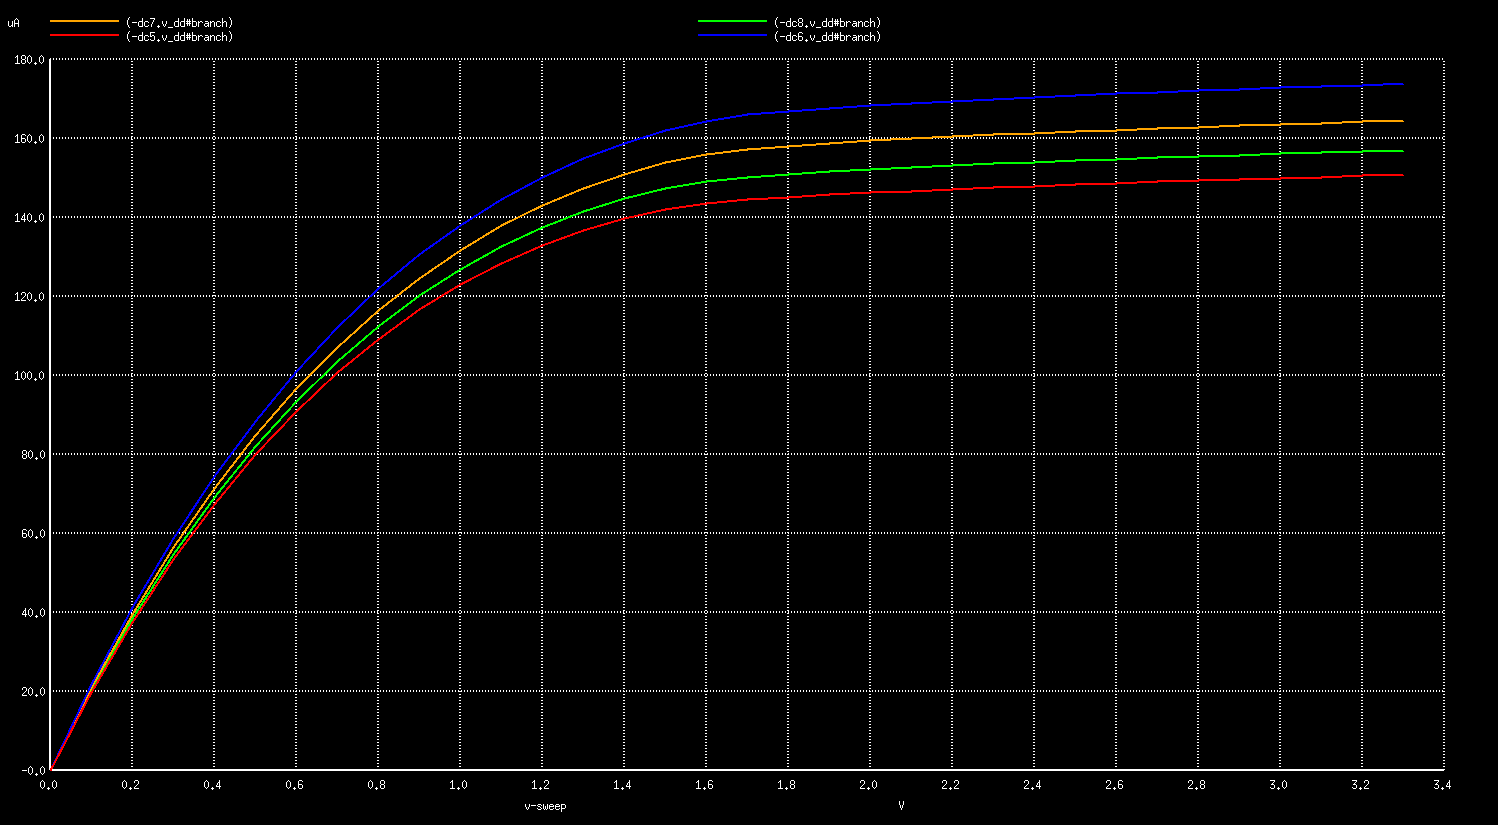 uA
(-dc7.v_dd#branch)
(-dc8.v_dd#branch)
(-dc5.v_dd#branch)
(-dc6.v_dd#branch)
180.0
160.0
140.0
120.0
100.0
80.0
60.0
40.0
20.0
-0.0
0.0 0.2 0.4 0.6 0.8 1.0 1.2 1.4 1.6 1.8 2.0 2.2 2.4 2.6 2.8 3.0 3.2 3.4
v-sweep V